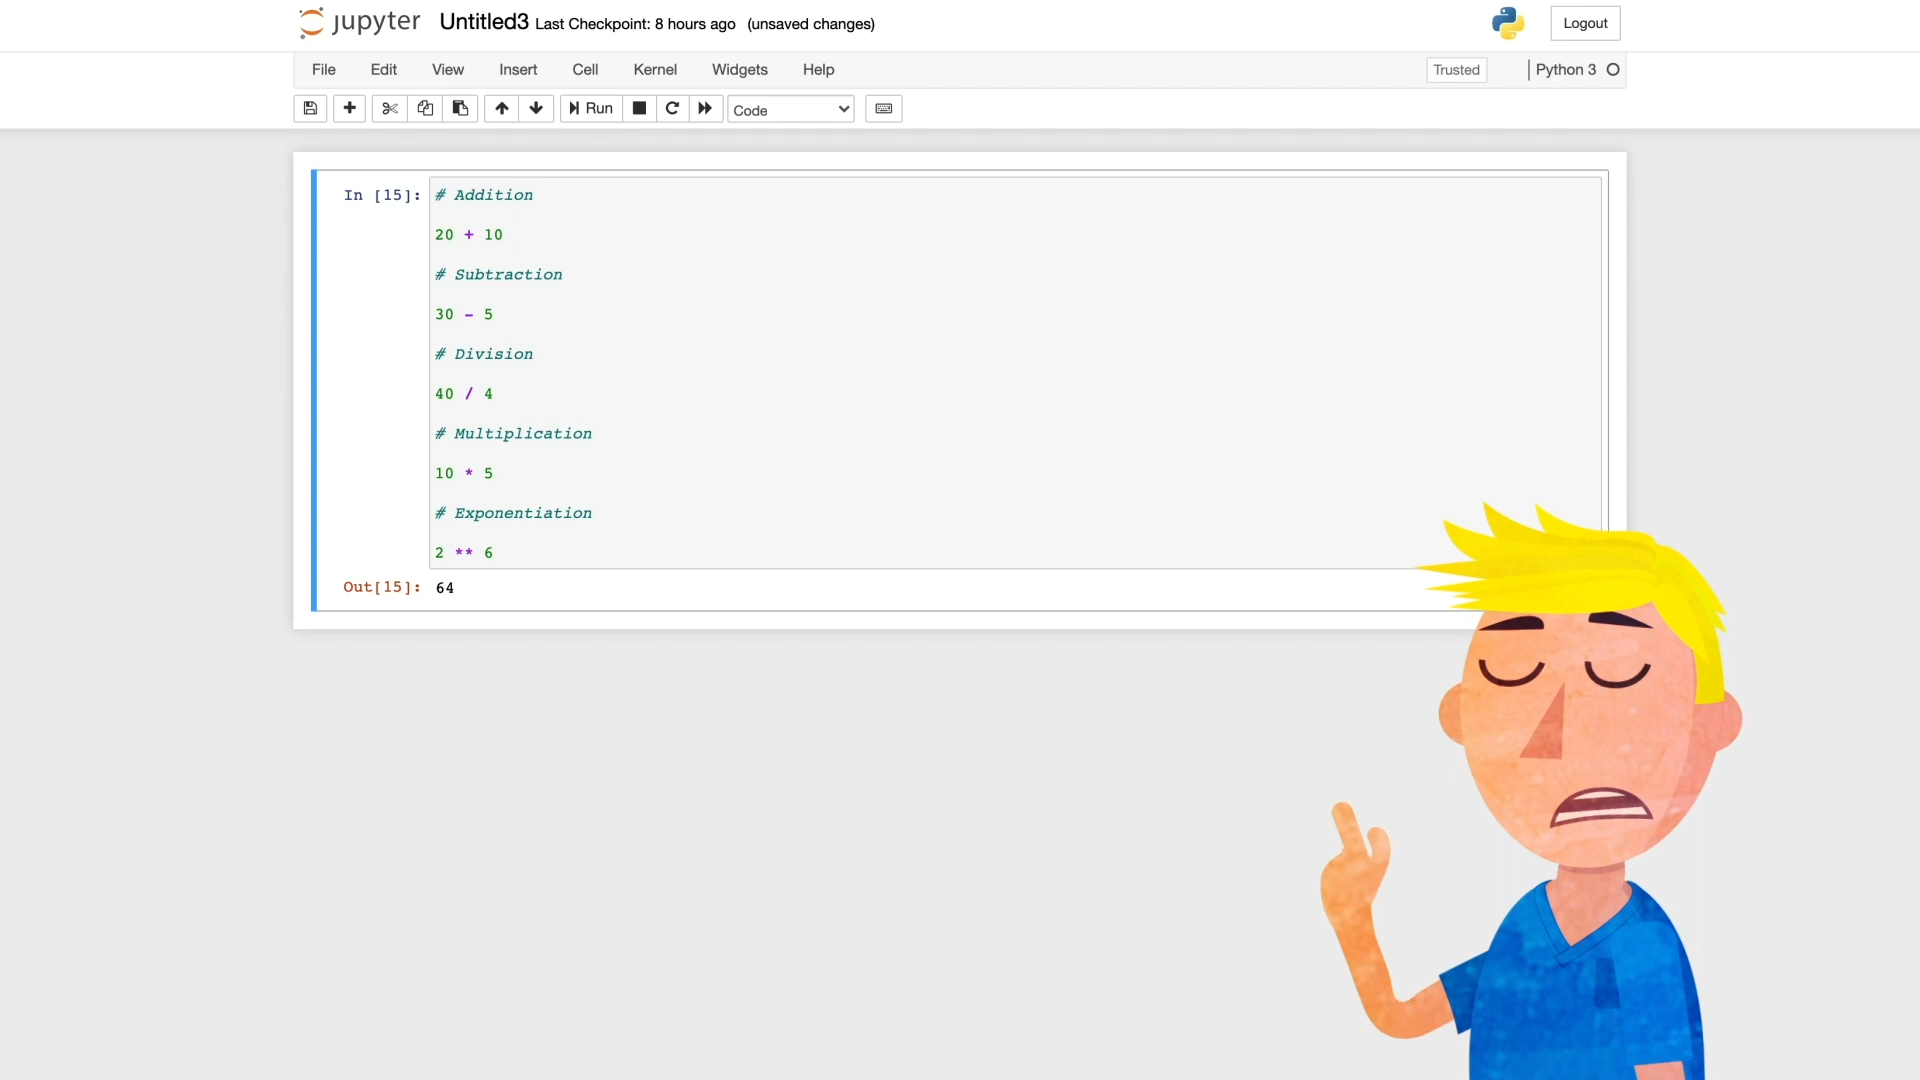 jupyter Untitled3 Last Checkpoint: 8 hours ago (unsaved changes) Logout
File Edit View Insert Cell Kernel Widgets Help Trusted Python 3
Run Code
In [15]: # Addition
20 + 10
# Subtraction
30 - 5
# Division
40 / 4
# Multiplication
10 * 5
# Exponentiation
2 ** 6
Out[15]: 64